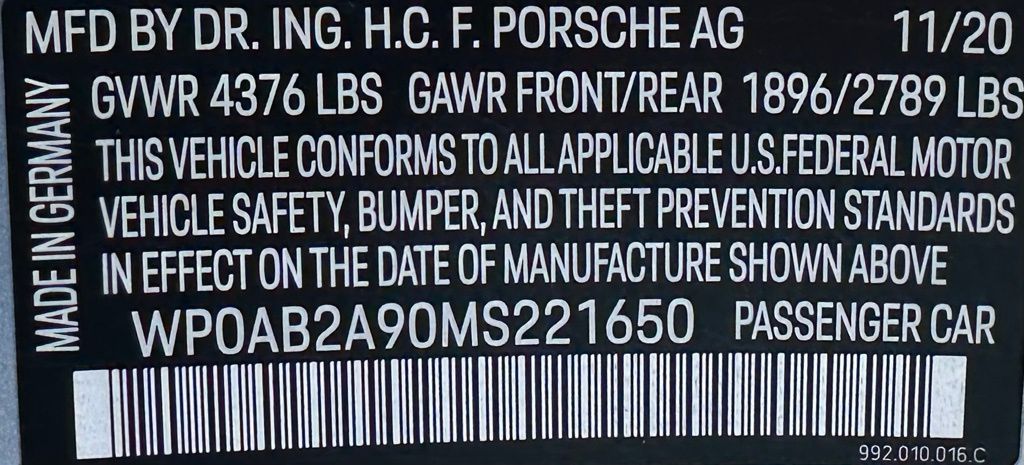 MFD BY DR. ING. H.C. F. PORSCHE AG 11/20
MADE IN GERMANY
GVWR 4376 LBS GAWR FRONT/REAR 1896/2789 LBS
THIS VEHICLE CONFORMS TO ALL APPLICABLE U.S.FEDERAL MOTOR
VEHICLE SAFETY, BUMPER, AND THEFT PREVENTION STANDARDS
IN EFFECT ON THE DATE OF MANUFACTURE SHOWN ABOVE
WP0AB2A90MS221650 PASSENGER CAR
992.010.016.C